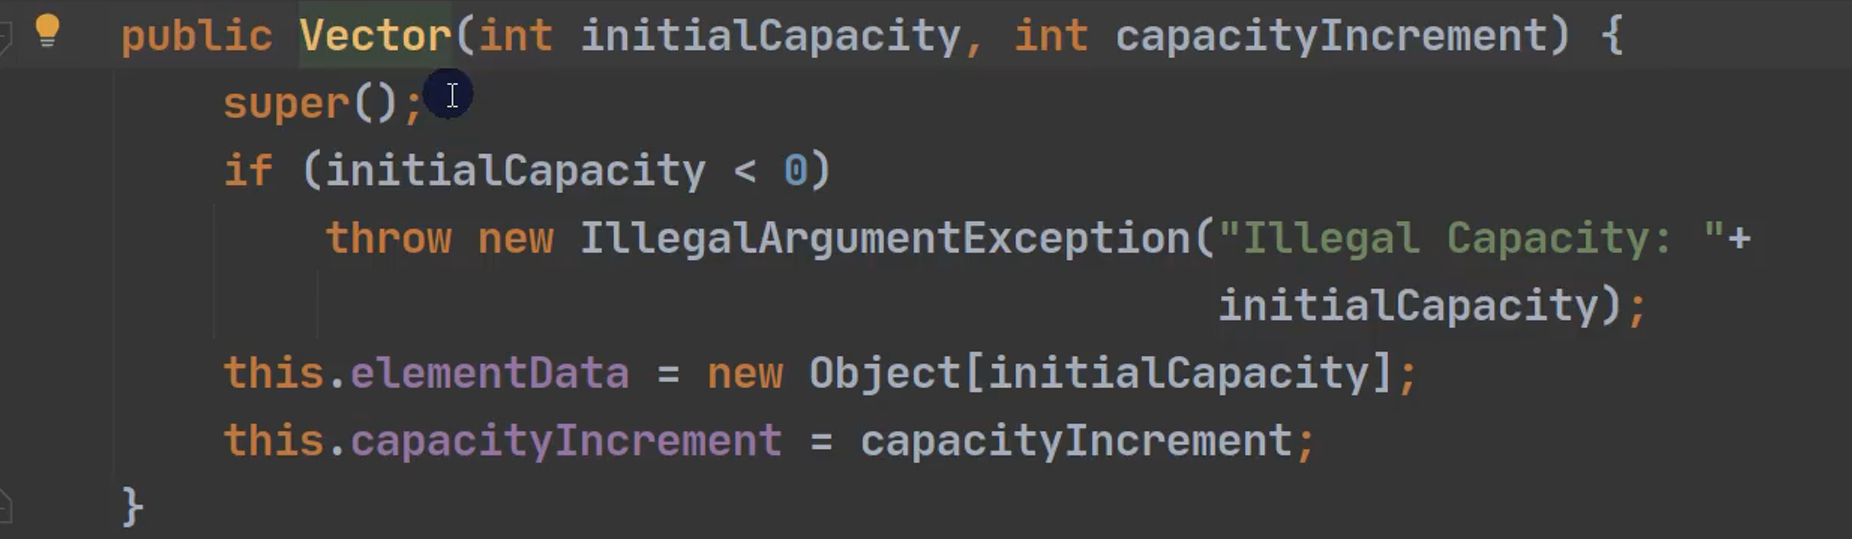 public Vector(int initialCapacity, int capacityIncrement) {
super();
if (initialCapacity < 0)
throw new IllegalArgumentException("Illegal Capacity: "+
initialCapacity);
this.elementData = new Object[initialCapacity];
this.capacityIncrement = capacityIncrement;
}